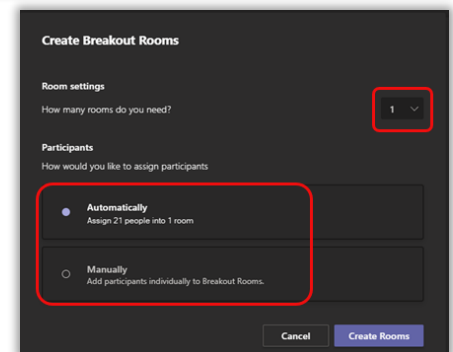 Create Breakout Rooms
Room settings
How many rooms do you need?
1
Participants
How would you like to assign participants
Automatically
Assign 21 people into 1 room
Manually
Add participants individually to Breakout Rooms.
Cancel
Create Rooms